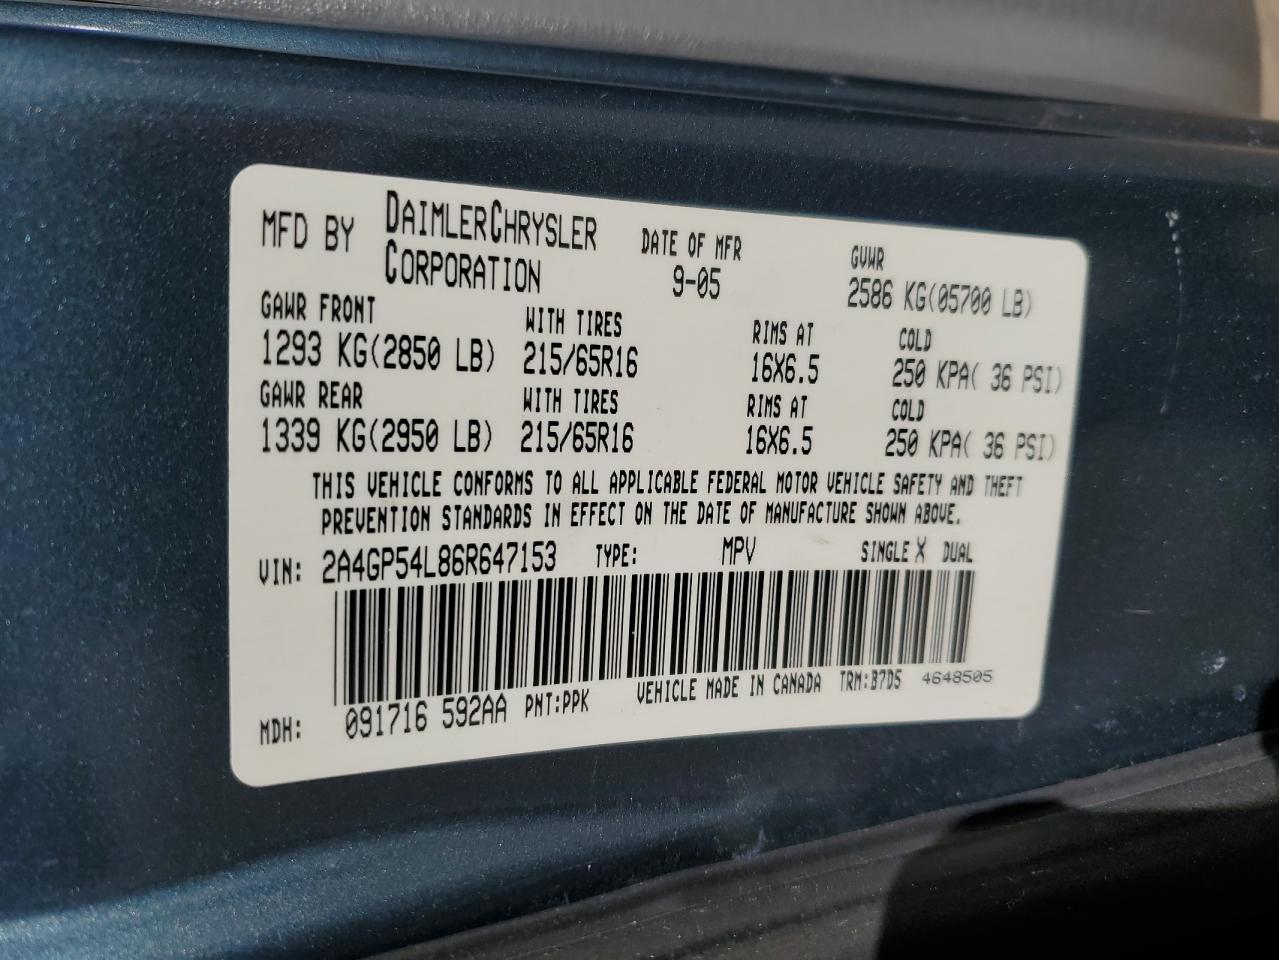 MFD BY DAIMLERCHRYSLER CORPORATION DATE OF MFR 9-05 GVWR 2586 KG(05700 LB)
GAWR FRONT WITH TIRES RIMS AT COLD
1293 KG(2850 LB) 215/65R16 16X6.5 250 KPA( 36 PSI)
GAWR REAR WITH TIRES RIMS AT COLD
1339 KG(2950 LB) 215/65R16 16X6.5 250 KPA( 36 PSI)
THIS VEHICLE CONFORMS TO ALL APPLICABLE FEDERAL MOTOR VEHICLE SAFETY AND THEFT
PREVENTION STANDARDS IN EFFECT ON THE DATE OF MANUFACTURE SHOWN ABOVE.
VIN: 2A4GP54L86R647153 TYPE: MPV SINGLE X DUAL
MDH: 091716 592AA PNT:PPK VEHICLE MADE IN CANADA TRM:B7D5 4648505